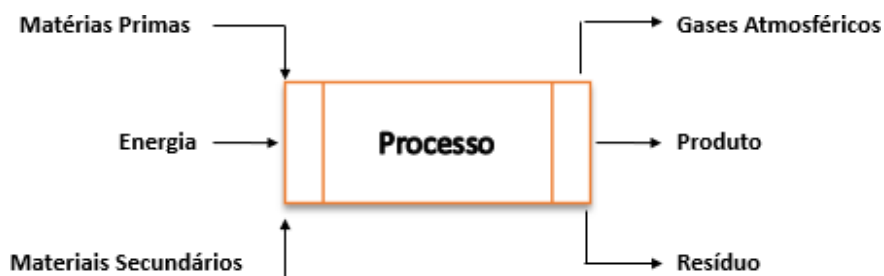 Matérias Primas
Gases Atmosféricos
Energia
Processo
Produto
Materiais Secundários
Resíduo